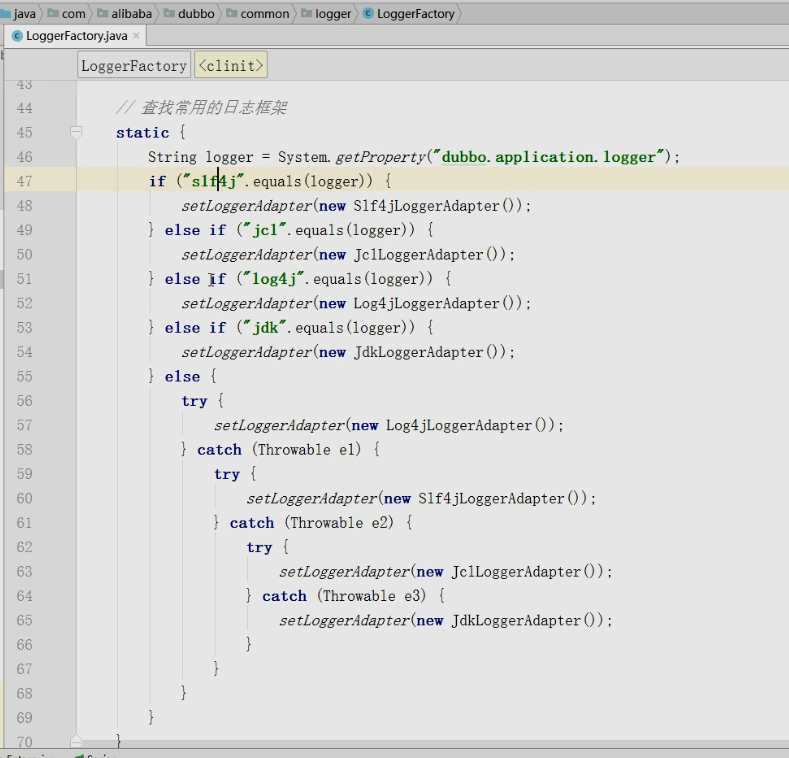 java com alibaba dubbo common logger LoggerFactory
LoggerFactory.java ×
LoggerFactory <clinit>
43
44 // 查找常用的日志框架
45 static {
46 String logger = System.getProperty("dubbo.application.logger");
47 if ("slf4j".equals(logger)) {
48 setLoggerAdapter(new Slf4jLoggerAdapter());
49 } else if ("jcl".equals(logger)) {
50 setLoggerAdapter(new JclLoggerAdapter());
51 } else if ("log4j".equals(logger)) {
52 setLoggerAdapter(new Log4jLoggerAdapter());
53 } else if ("jdk".equals(logger)) {
54 setLoggerAdapter(new JdkLoggerAdapter());
55 } else {
56 try {
57 setLoggerAdapter(new Log4jLoggerAdapter());
58 } catch (Throwable e1) {
59 try {
60 setLoggerAdapter(new Slf4jLoggerAdapter());
61 } catch (Throwable e2) {
62 try {
63 setLoggerAdapter(new JclLoggerAdapter());
64 } catch (Throwable e3) {
65 setLoggerAdapter(new JdkLoggerAdapter());
66 }
67 }
68 }
69 }
70 }